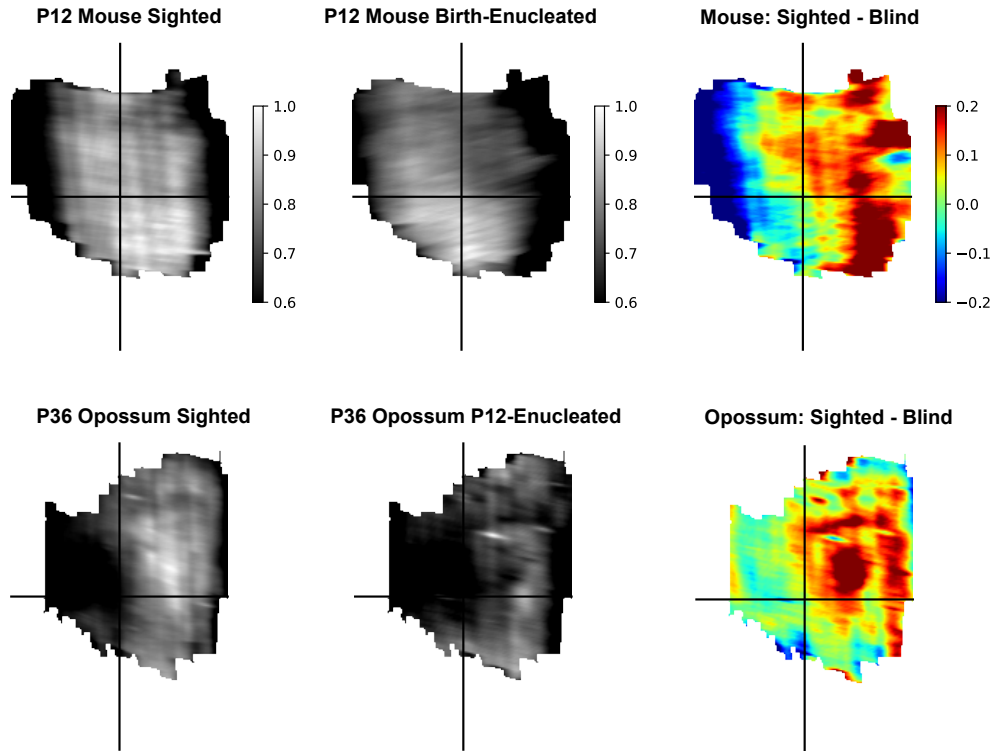 P12 Mouse Sighted
P12 Mouse Birth-Enucleated
Mouse: Sighted - Blind
1.0
0.9
0.8
0.7
0.6
1.0
0.9
0.8
0.7
0.6
0.2
0.1
0.0
−0.1
−0.2
P36 Opossum Sighted
P36 Opossum P12-Enucleated
Opossum: Sighted - Blind